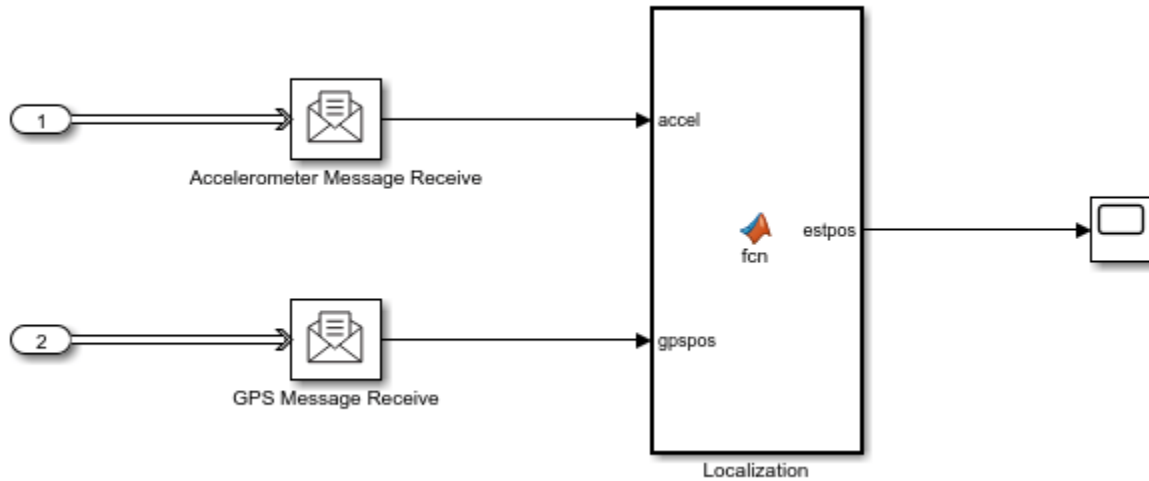 1
Accelerometer Message Receive
accel
estpos
fcn
2
gpspos
GPS Message Receive
Localization